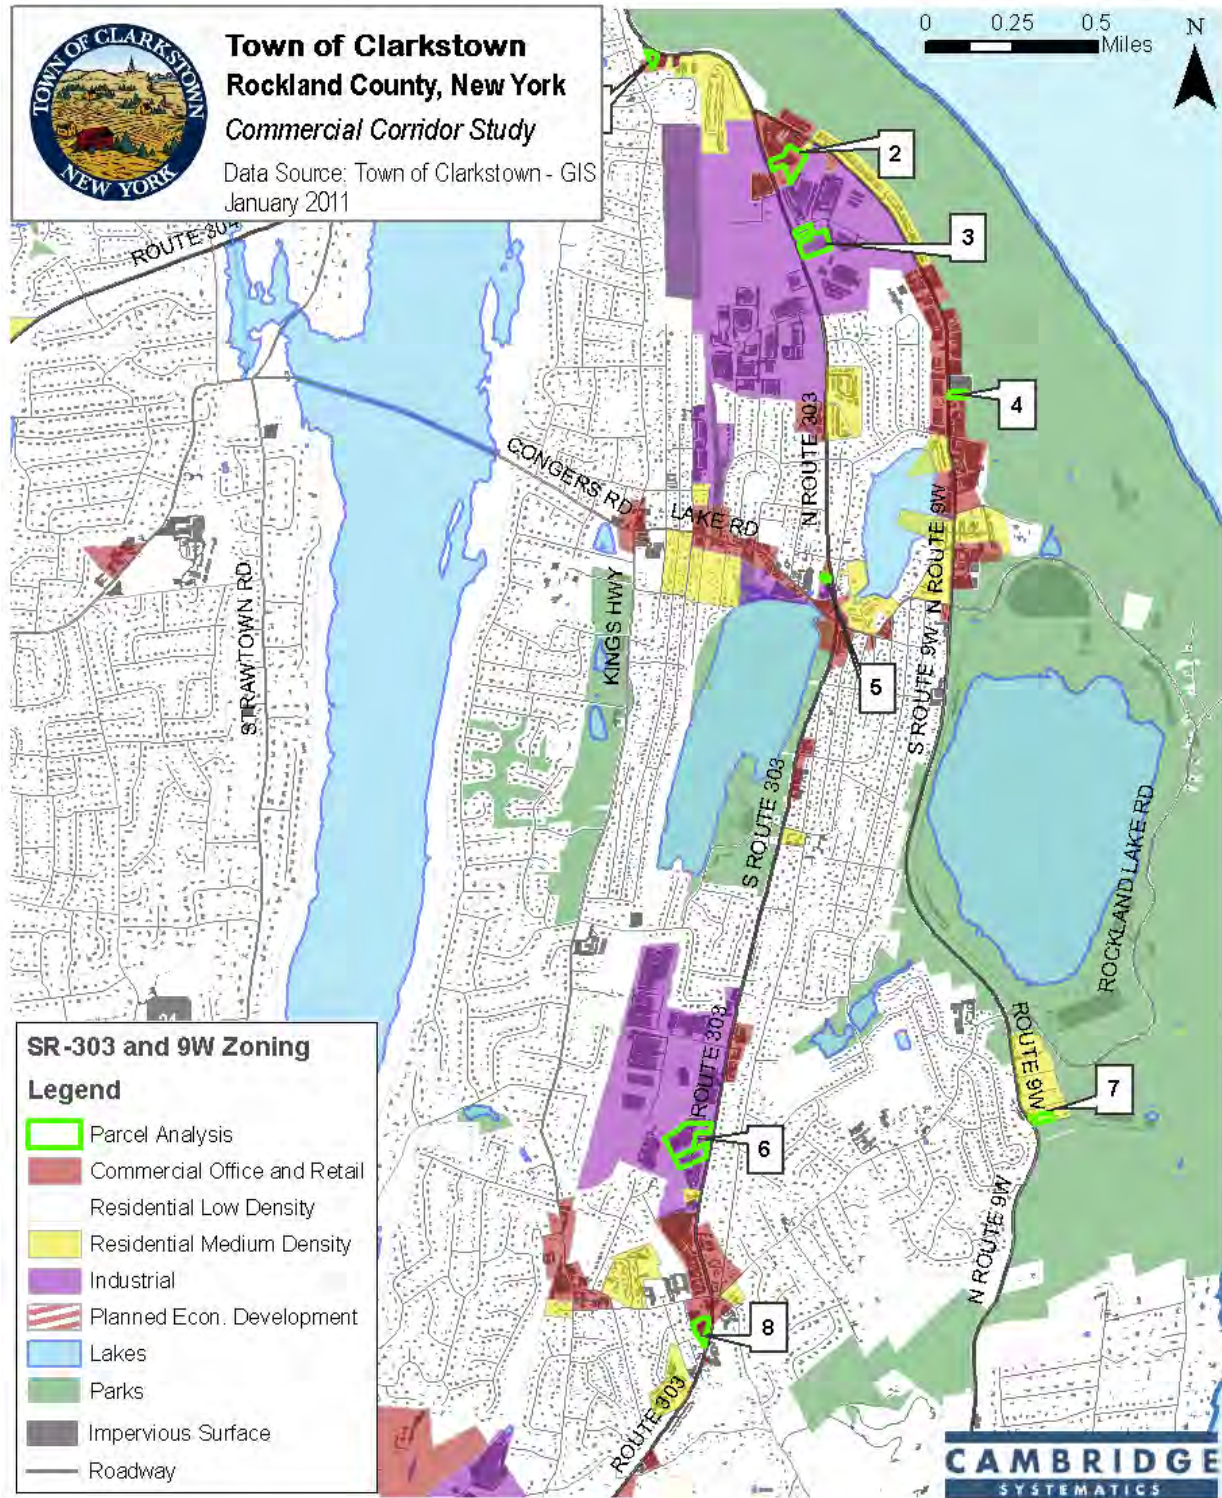 TOWN OF CLARKSTOWN
NEW YORK
Town of Clarkstown
Rockland County, New York
Commercial Corridor Study
Data Source: Town of Clarkstown - GIS
January 2011
0 0.25 0.5
Miles
N
2
3
4
5
6
7
8
ROUTE 304
CONGERS RD
LAKE RD
N ROUTE 303
N ROUTE 9W
STRAWTOWN RD
KINGS HWY
S ROUTE 9W
S ROUTE 303
ROCKLAND LAKE RD
ROUTE 303
ROUTE 9W
N ROUTE 9W
ROUTE 303
SR-303 and 9W Zoning
Legend
Parcel Analysis
Commercial Office and Retail
Residential Low Density
Residential Medium Density
Industrial
Planned Econ. Development
Lakes
Parks
Impervious Surface
Roadway
CAMBRIDGE
SYSTEMATICS